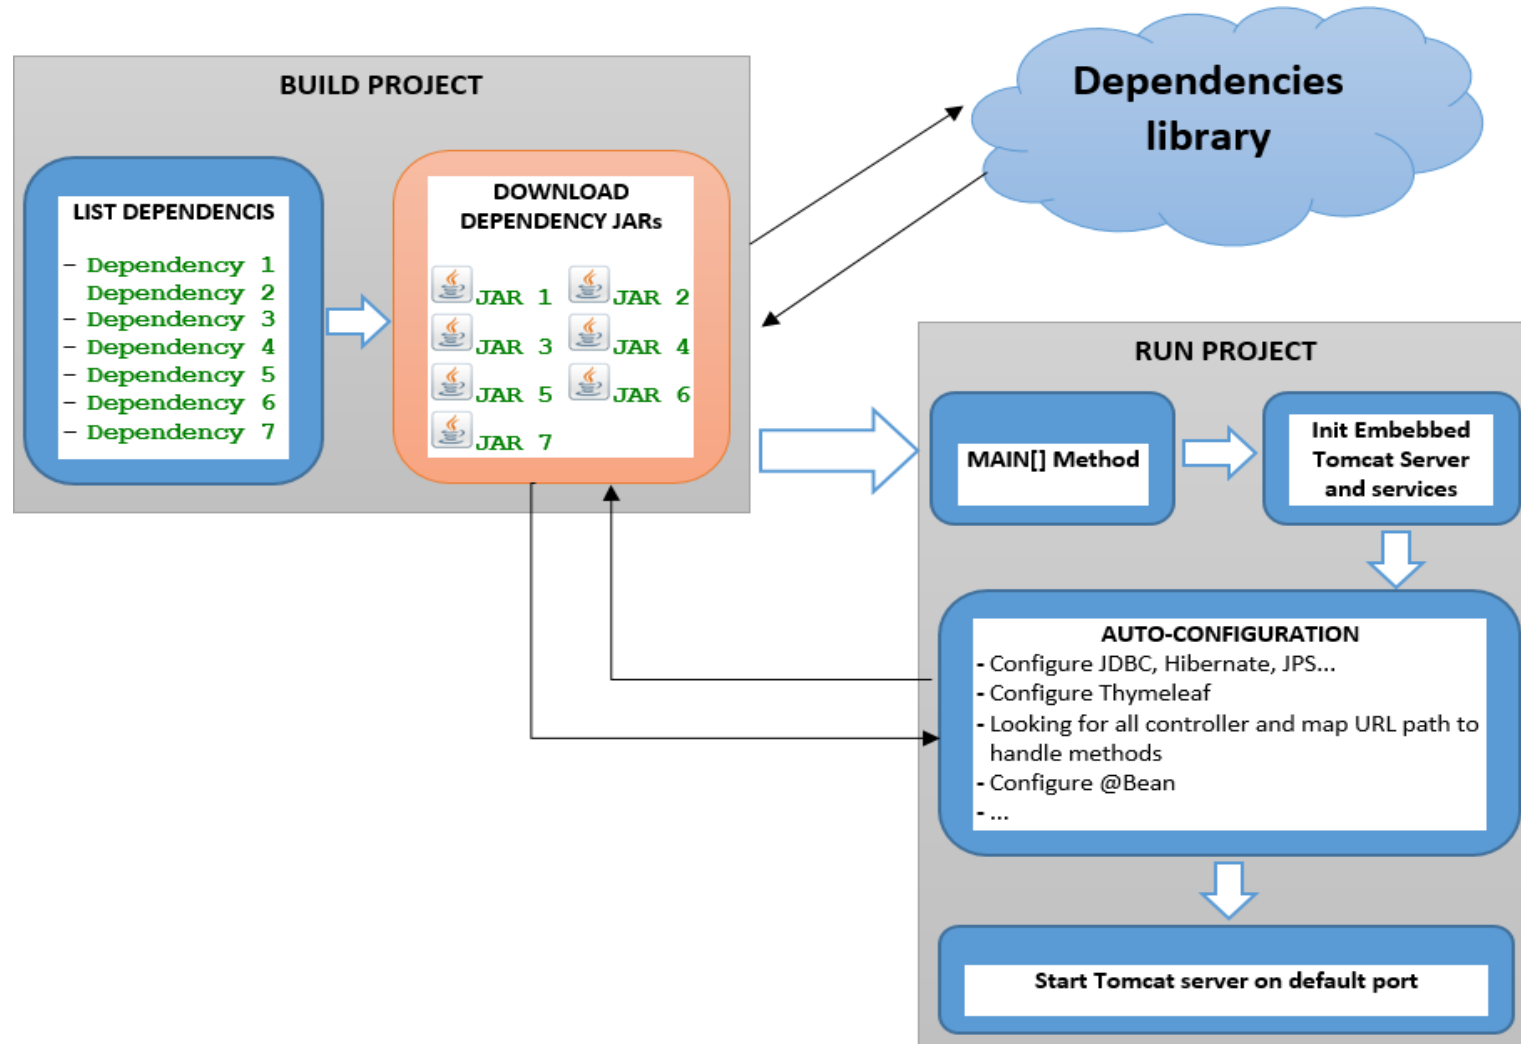 BUILD PROJECT
LIST DEPENDENCIS
- Dependency 1
Dependency 2
- Dependency 3
- Dependency 4
- Dependency 5
- Dependency 6
- Dependency 7
DOWNLOAD
DEPENDENCY JARs
JAR 1 JAR 2
JAR 3 JAR 4
JAR 5 JAR 6
JAR 7
Dependencies
library
RUN PROJECT
MAIN[] Method
Init Embebbed
Tomcat Server
and services
AUTO-CONFIGURATION
- Configure JDBC, Hibernate, JPS...
- Configure Thymeleaf
- Looking for all controller and map URL path to
handle methods
- Configure @Bean
- ...
Start Tomcat server on default port